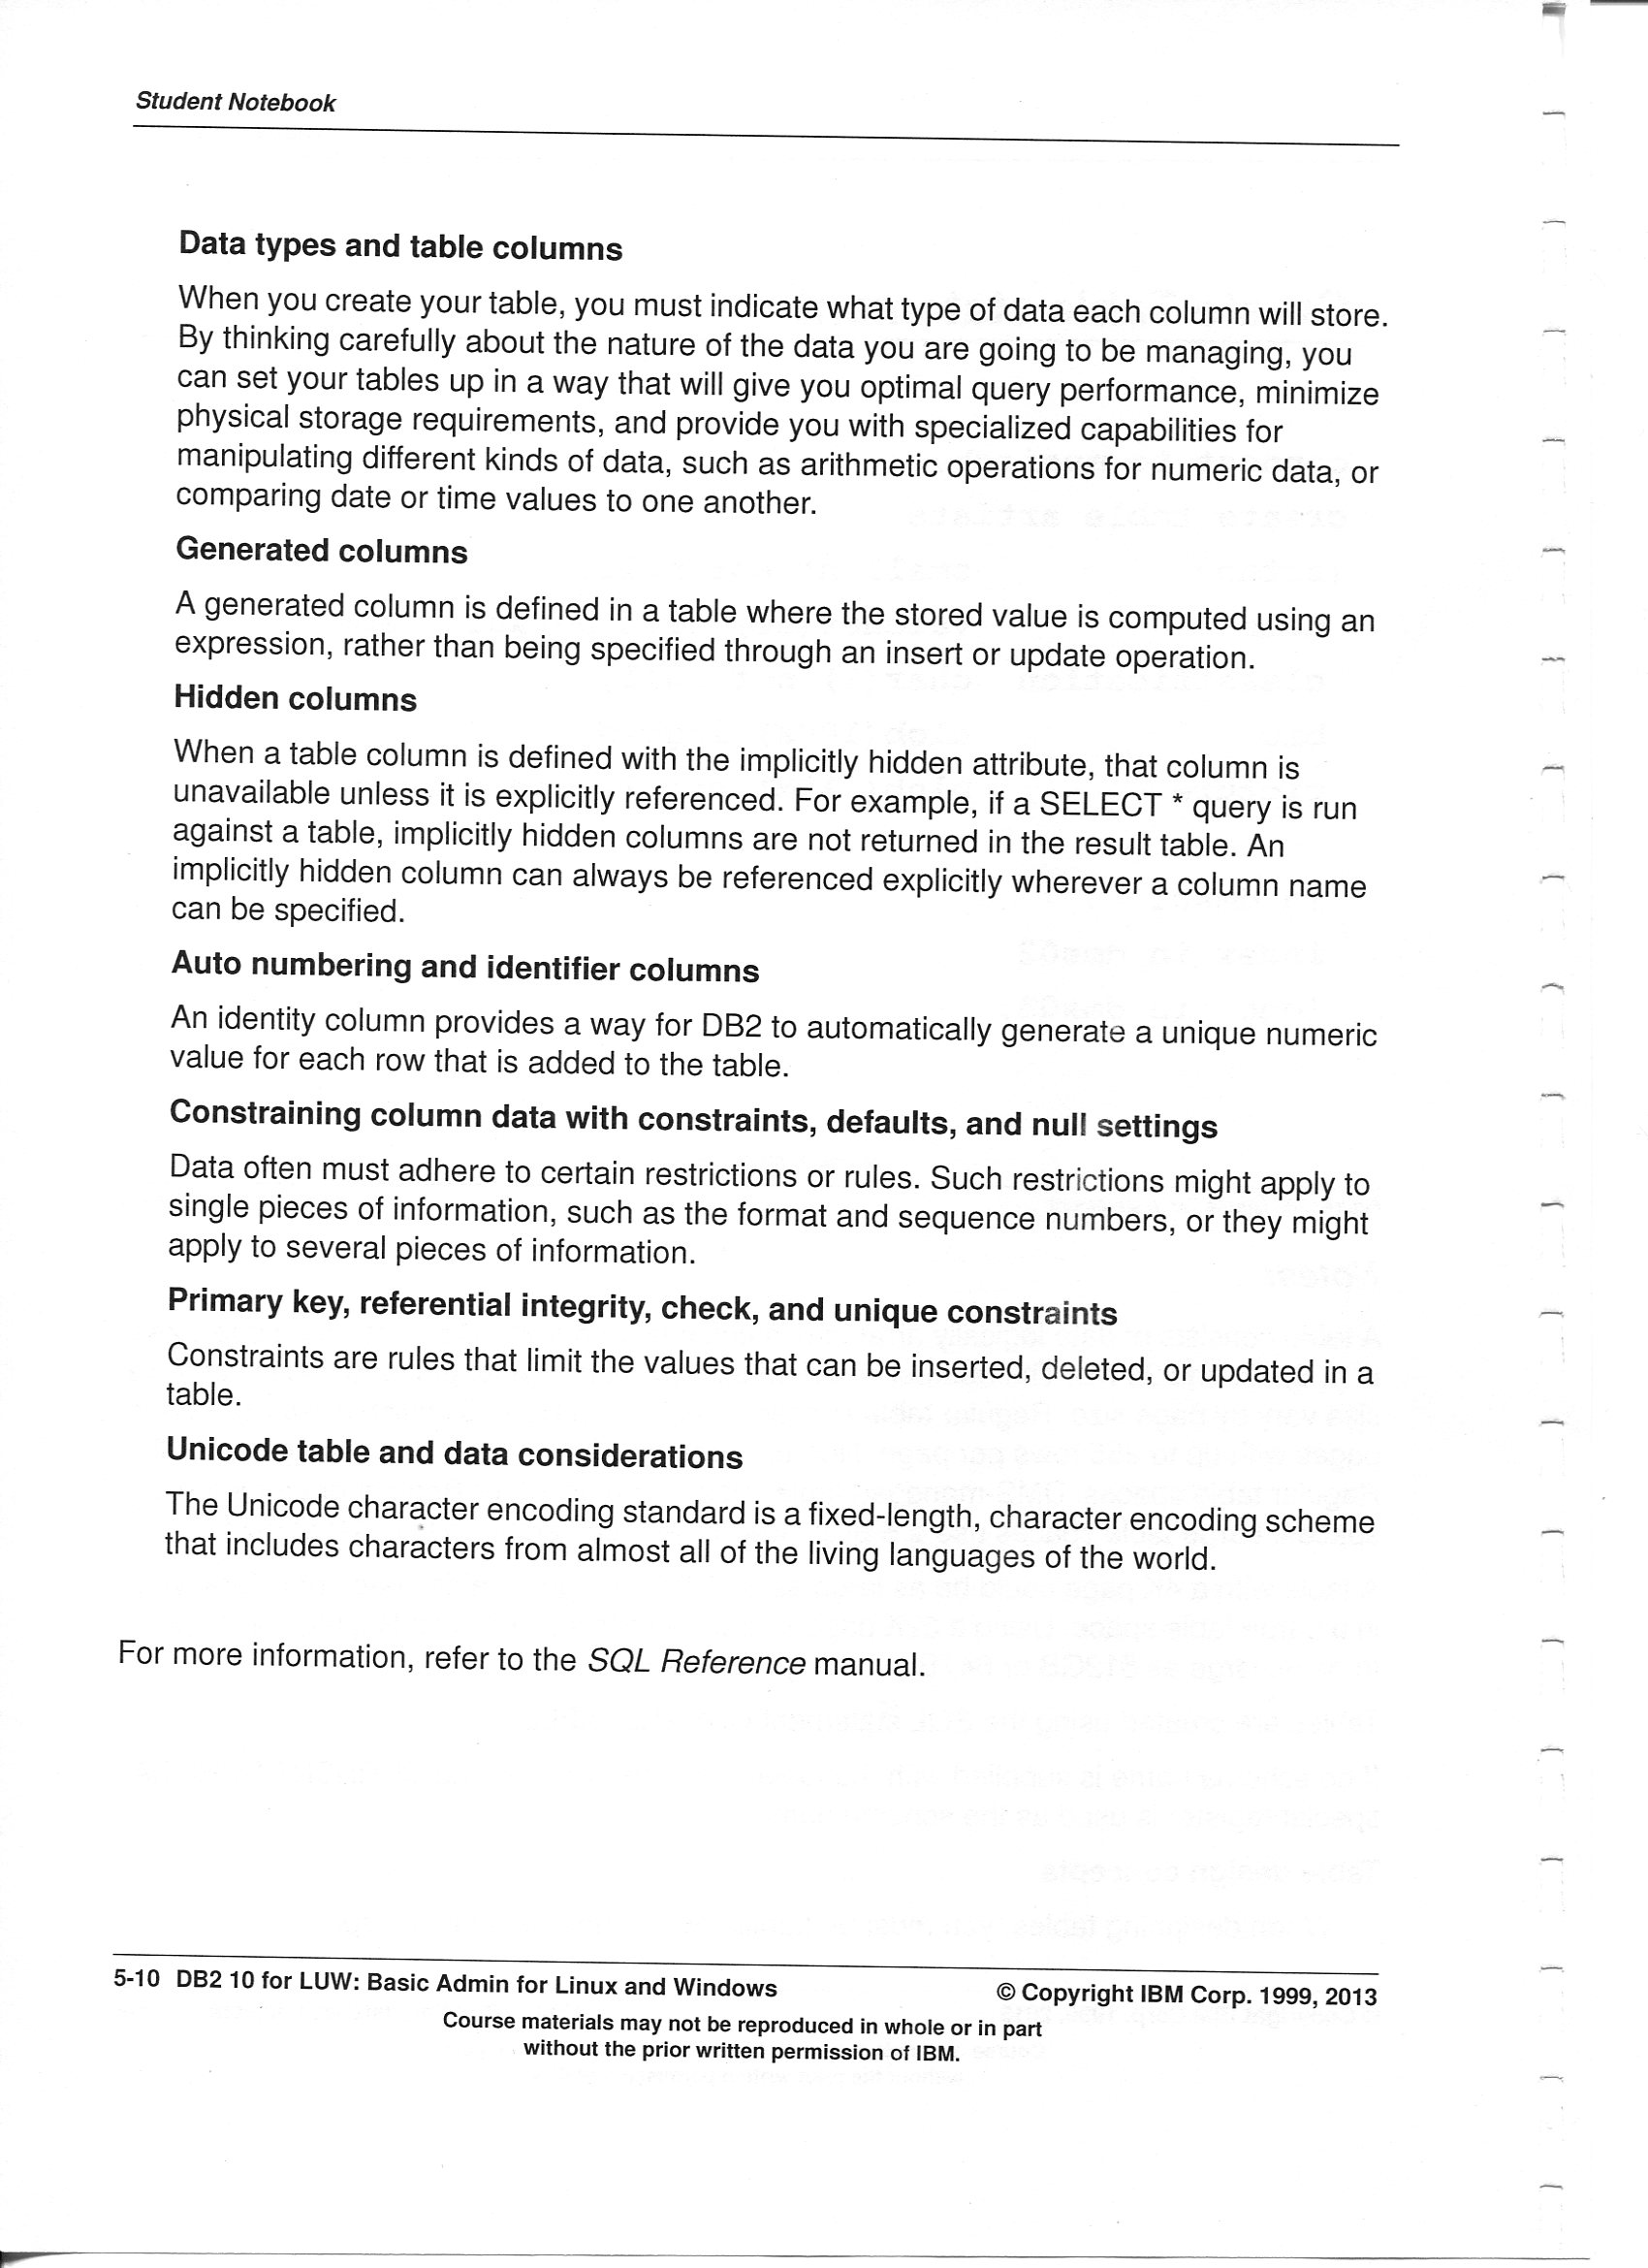 Student Notebook
Data types and table columns
When you create your table, you must indicate what type of data each column will store.
By thinking carefully about the nature of the data you are going to be managing, you
can set your tables up in a way that will give you optimal query performance, minimize
physical storage requirements, and provide you with specialized capabilities for
manipulating different kinds of data, such as arithmetic operations for numeric data, or
comparing date or time values to one another.
Generated columns
A generated column is defined in a table where the stored value is computed using an
expression, rather than being specified through an insert or update operation.
Hidden columns
When a table column is defined with the implicitly hidden attribute, that column is
unavailable unless it is explicitly referenced. For example, if a SELECT * query is run
against a table, implicitly hidden columns are not returned in the result table. An
implicitly hidden column can always be referenced explicitly wherever a column name
can be specified.
Auto numbering and identifier columns
An identity column provides a way for DB2 to automatically generate a unique numeric
value for each row that is added to the table.
Constraining column data with constraints, defaults, and null settings
Data often must adhere to certain restrictions or rules. Such restrictions might apply to
single pieces of information, such as the format and sequence numbers, or they might
apply to several pieces of information.
Primary key, referential integrity, check, and unique constraints
Constraints are rules that limit the values that can be inserted, deleted, or updated in a
table.
Unicode table and data considerations
The Unicode character encoding standard is a fixed-length, character encoding scheme
that includes characters from almost all of the living languages of the world.
For more information, refer to the SQL Reference manual.
5-10 DB2 10 for LUW: Basic Admin for Linux and Windows © Copyright IBM Corp. 1999, 2013
Course materials may not be reproduced in whole or in part
without the prior written permission of IBM.